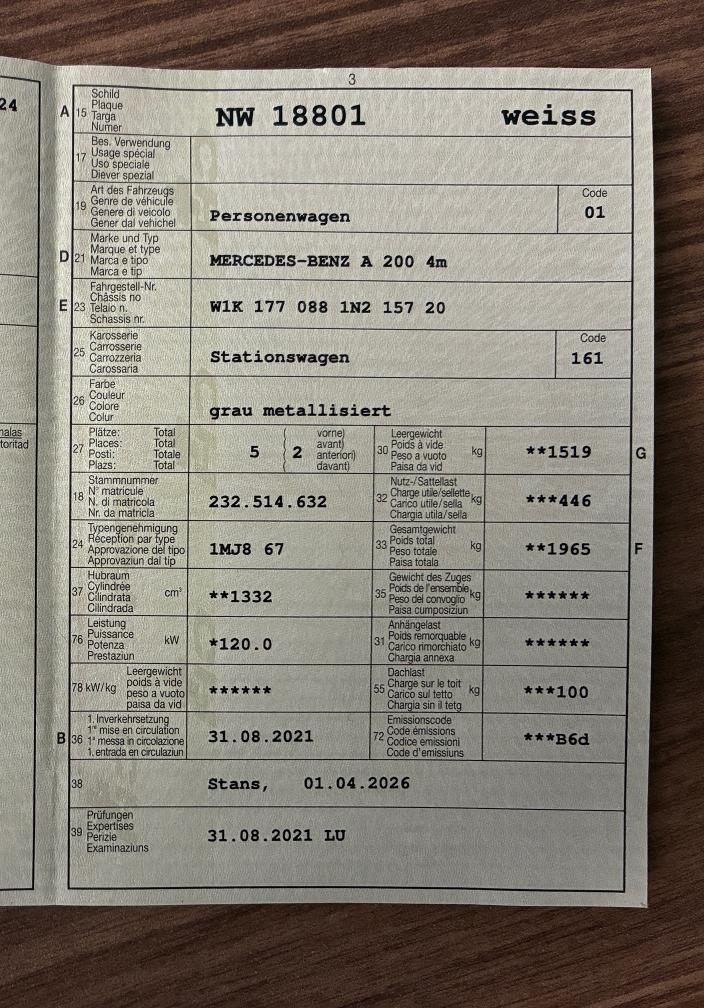 3
24
A 15 Schild
Plaque
Targa
Numer
NW 18801 weiss
17 Bes. Verwendung
Usage spécial
Uso speciale
Diever spezial
19 Art des Fahrzeugs
Genre de véhicule
Genere di veicolo
Gener dal vehichel
Personenwagen
Code
01
D 21 Marke und Typ
Marque et type
Marca e tipo
Marca e tip
MERCEDES-BENZ A 200 4m
E 23 Fahrgestell-Nr.
Châssis no
Telaio n.
Schassis nr.
W1K 177 088 1N2 157 20
25 Karosserie
Carrosserie
Carrozzeria
Carossaria
Stationswagen
Code
161
26 Farbe
Couleur
Colore
Colur
grau metallisiert
27 Plätze: Total
Places: Total
Posti: Totale
Plazs: Total
5 2
vorne)
avant)
anteriori)
davant)
30 Leergewicht
Poids à vide
Peso a vuoto
Paisa da vid
kg
**1519
G
18 Stammnummer
N° matricule
N. di matricola
Nr. da matricla
232.514.632
32 Nutz-/Sattellast
Charge utile/sellette
Carico utile/sella
Chargia utila/sella
kg
***446
24 Typengenehmigung
Réception par type
Approvazione del tipo
Approvaziun dal tip
1MJ8 67
33 Gesamtgewicht
Poids total
Peso totale
Paisa totala
kg
**1965
F
37 Hubraum
Cylindrée
Cilindrata
Cilindrada
cm³
**1332
35 Gewicht des Zuges
Poids de l'ensemble
Peso del convoglio
Paisa cumposiziun
kg
******
76 Leistung
Puissance
Potenza
Prestaziun
kW
*120.0
31 Anhängelast
Poids remorquable
Carico rimorchiato
Chargia annexa
kg
******
78 kW/kg
Leergewicht
poids à vide
peso a vuoto
paisa da vid
******
55 Dachlast
Charge sur le toit
Carico sul tetto
Chargia sin il tetg
kg
***100
B 36 1. Inverkehrsetzung
1re mise en circulation
1a messa in circolazione
1. entrada en circulaziun
31.08.2021
72 Emissionscode
Code émissions
Codice emissioni
Code d'emissiuns
***B6d
38
Stans, 01.04.2026
39 Prüfungen
Expertises
Perizie
Examinaziuns
31.08.2021 LU